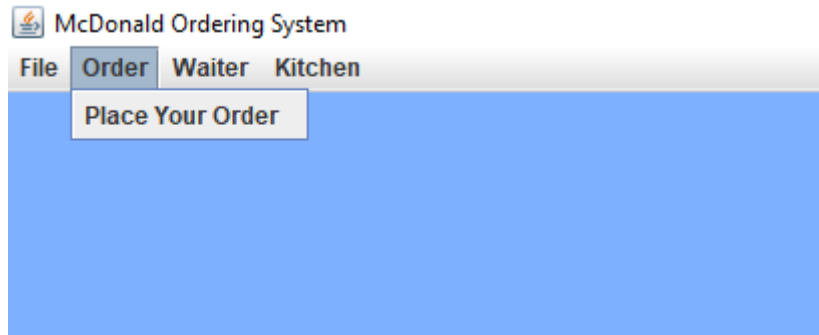 McDonald Ordering System
File Order Waiter Kitchen
Place Your Order